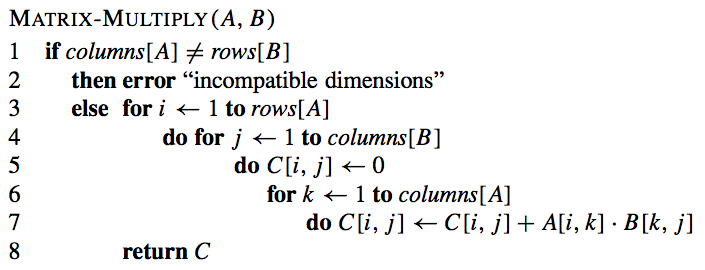 MATRIX-MULTIPLY(A, B)
1 if columns[A] ≠ rows[B]
2 then error “incompatible dimensions”
3 else for i ← 1 to rows[A]
4 do for j ← 1 to columns[B]
5 do C[i, j] ← 0
6 for k ← 1 to columns[A]
7 do C[i, j] ← C[i, j] + A[i, k] · B[k, j]
8 return C